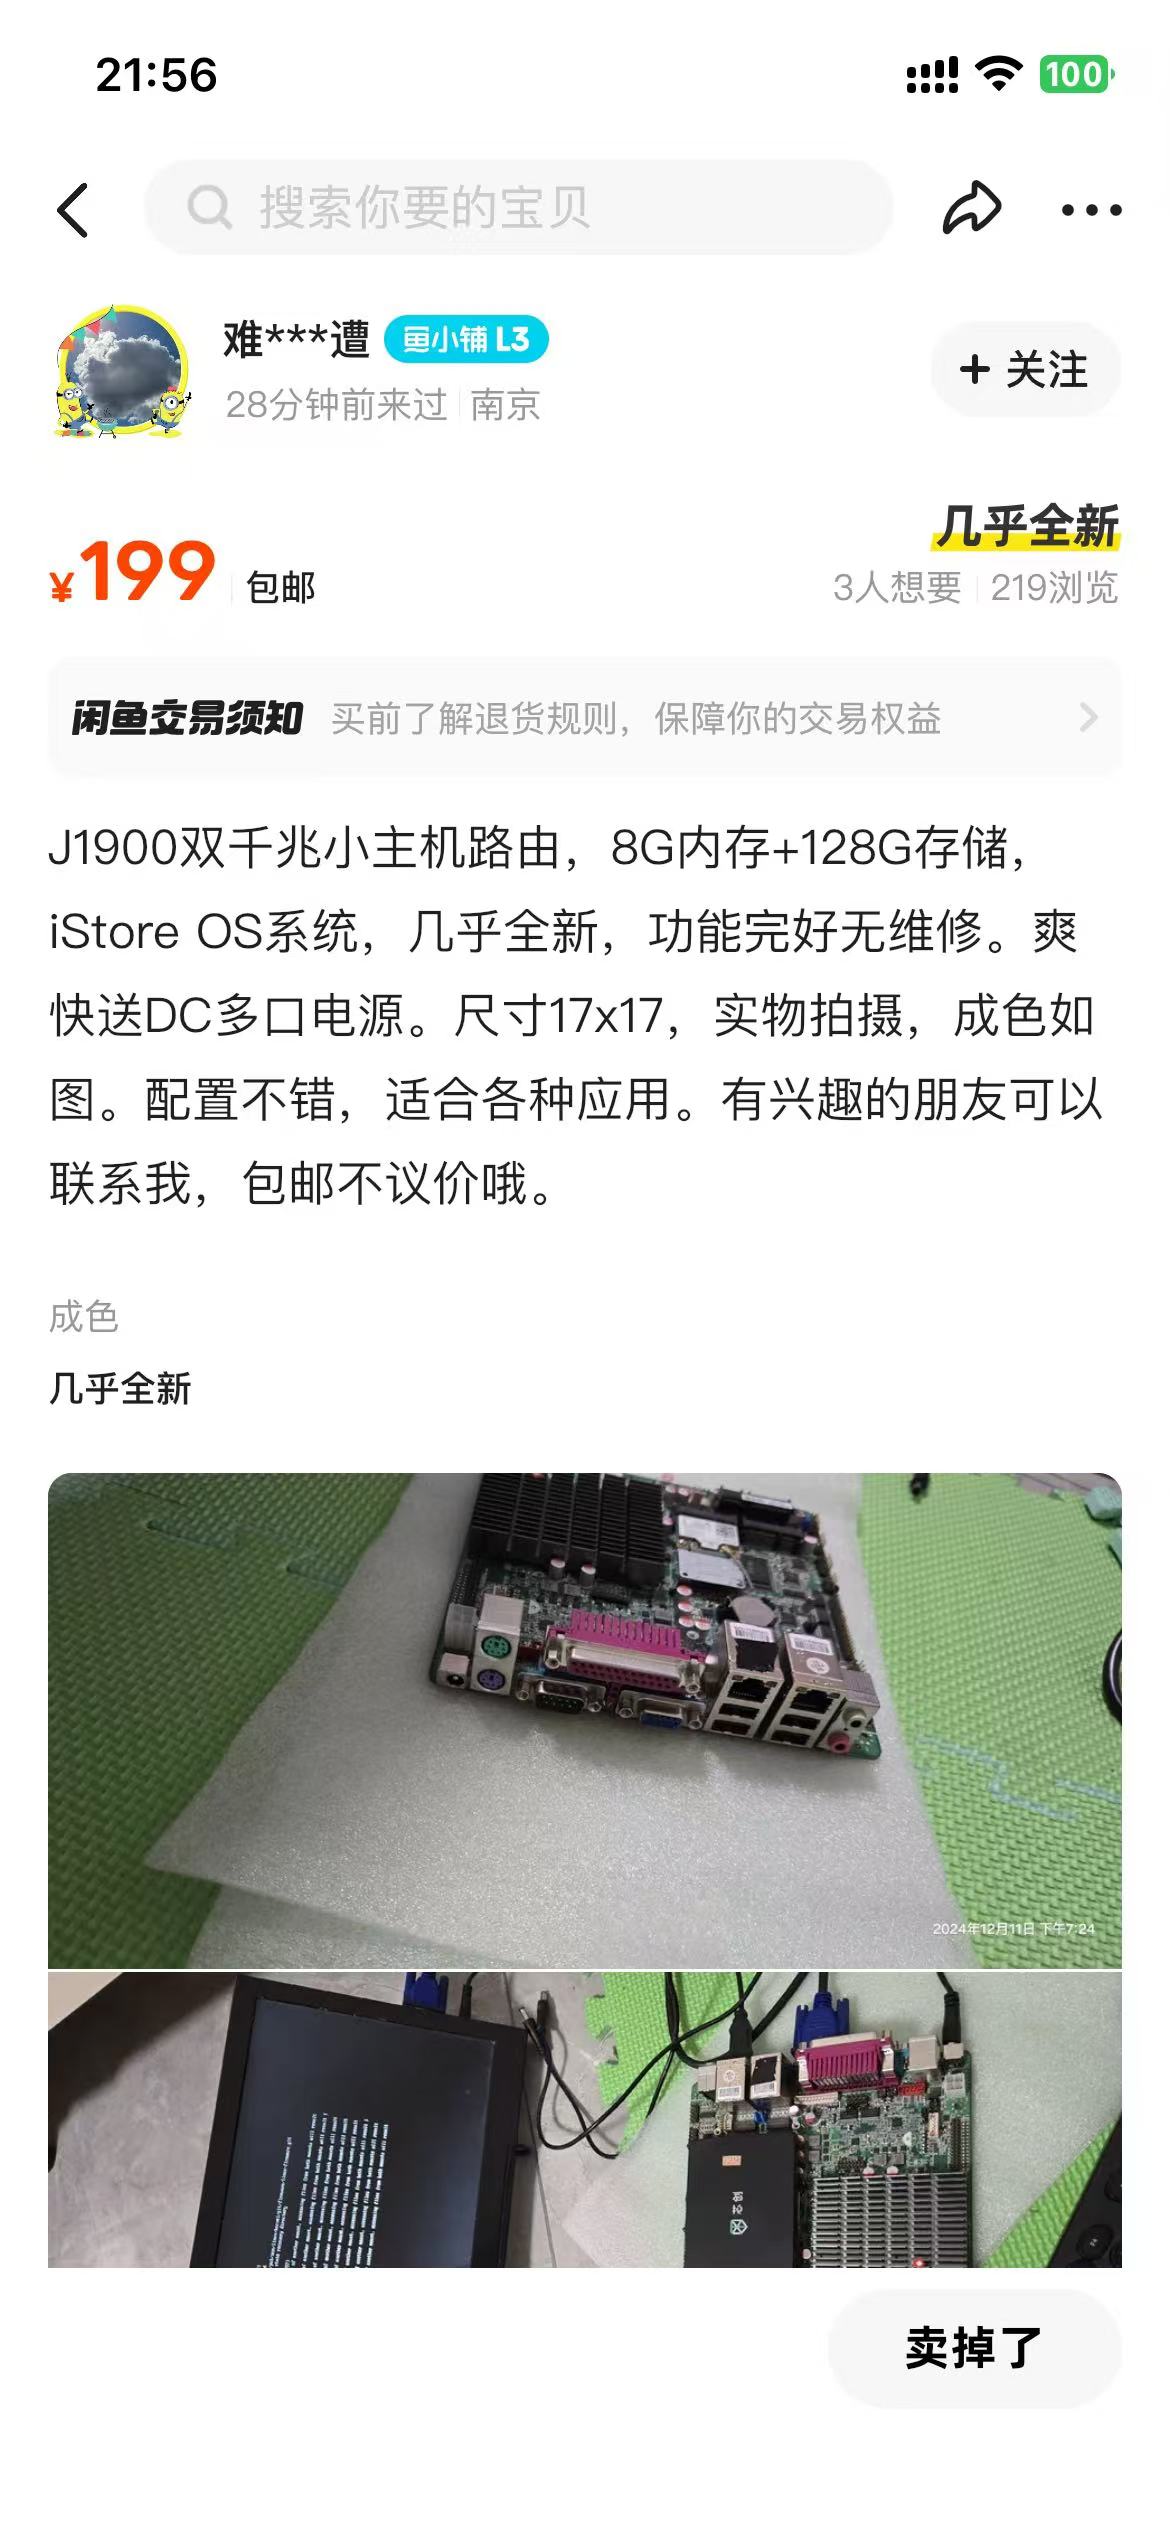 21:56
100
搜索你要的宝贝
难***遭 鱼小铺 L3
28分钟前来过 南京
+ 关注
几乎全新
¥199 包邮
3人想要 219浏览
闲鱼交易须知 买前了解退货规则，保障你的交易权益
J1900双千兆小主机路由，8G内存+128G存储，
iStore OS系统，几乎全新，功能完好无维修。爽
快送DC多口电源。尺寸17x17，实物拍摄，成色如
图。配置不错，适合各种应用。有兴趣的朋友可以
联系我，包邮不议价哦。
成色
几乎全新
2024年12月11日 下午7:24
卖掉了